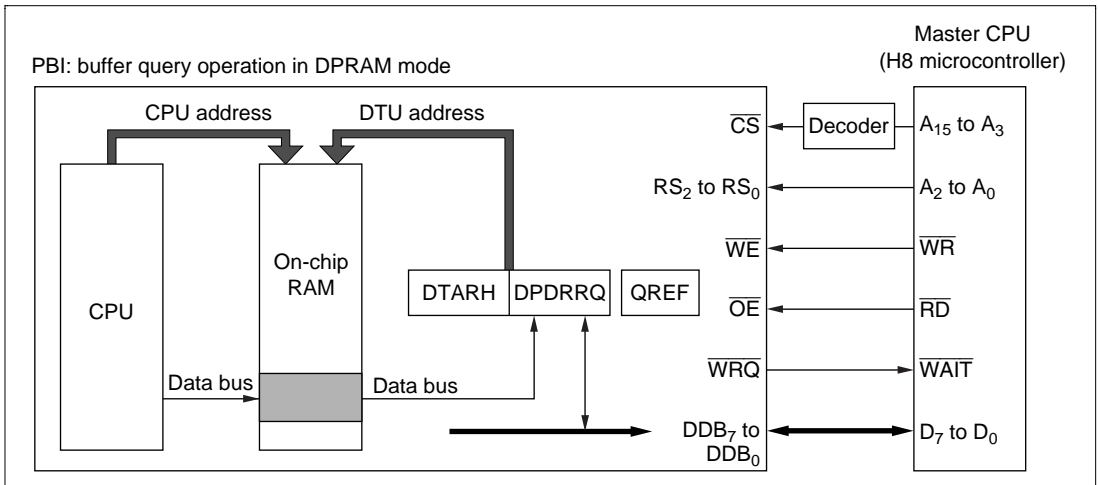 Master CPU
(H8 microcontroller)
PBI: buffer query operation in DPRAM mode
CPU address
DTU address
CS
Decoder
A15 to A3
RS2 to RS0
A2 to A0
WE
WR
On-chip
RAM
CPU
DTARH
DPDRRQ
QREF
OE
RD
WRQ
WAIT
Data bus
Data bus
DDB7 to
DDB0
D7 to D0